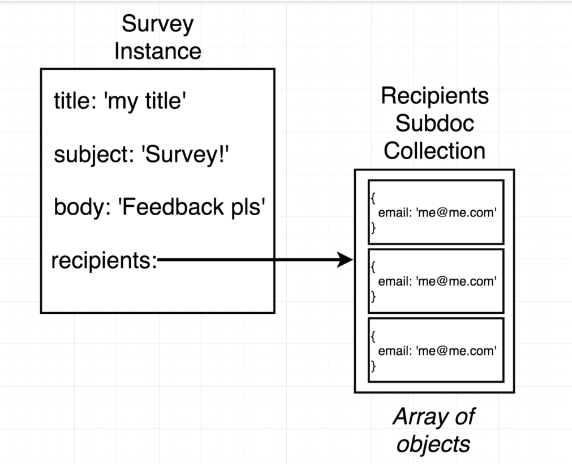 Survey
Instance
title: 'my title'
subject: 'Survey!'
body: 'Feedback pls'
recipients:
Recipients
Subdoc
Collection
{
email: 'me@me.com'
}
{
email: 'me@me.com'
}
{
email: 'me@me.com'
}
Array of
objects